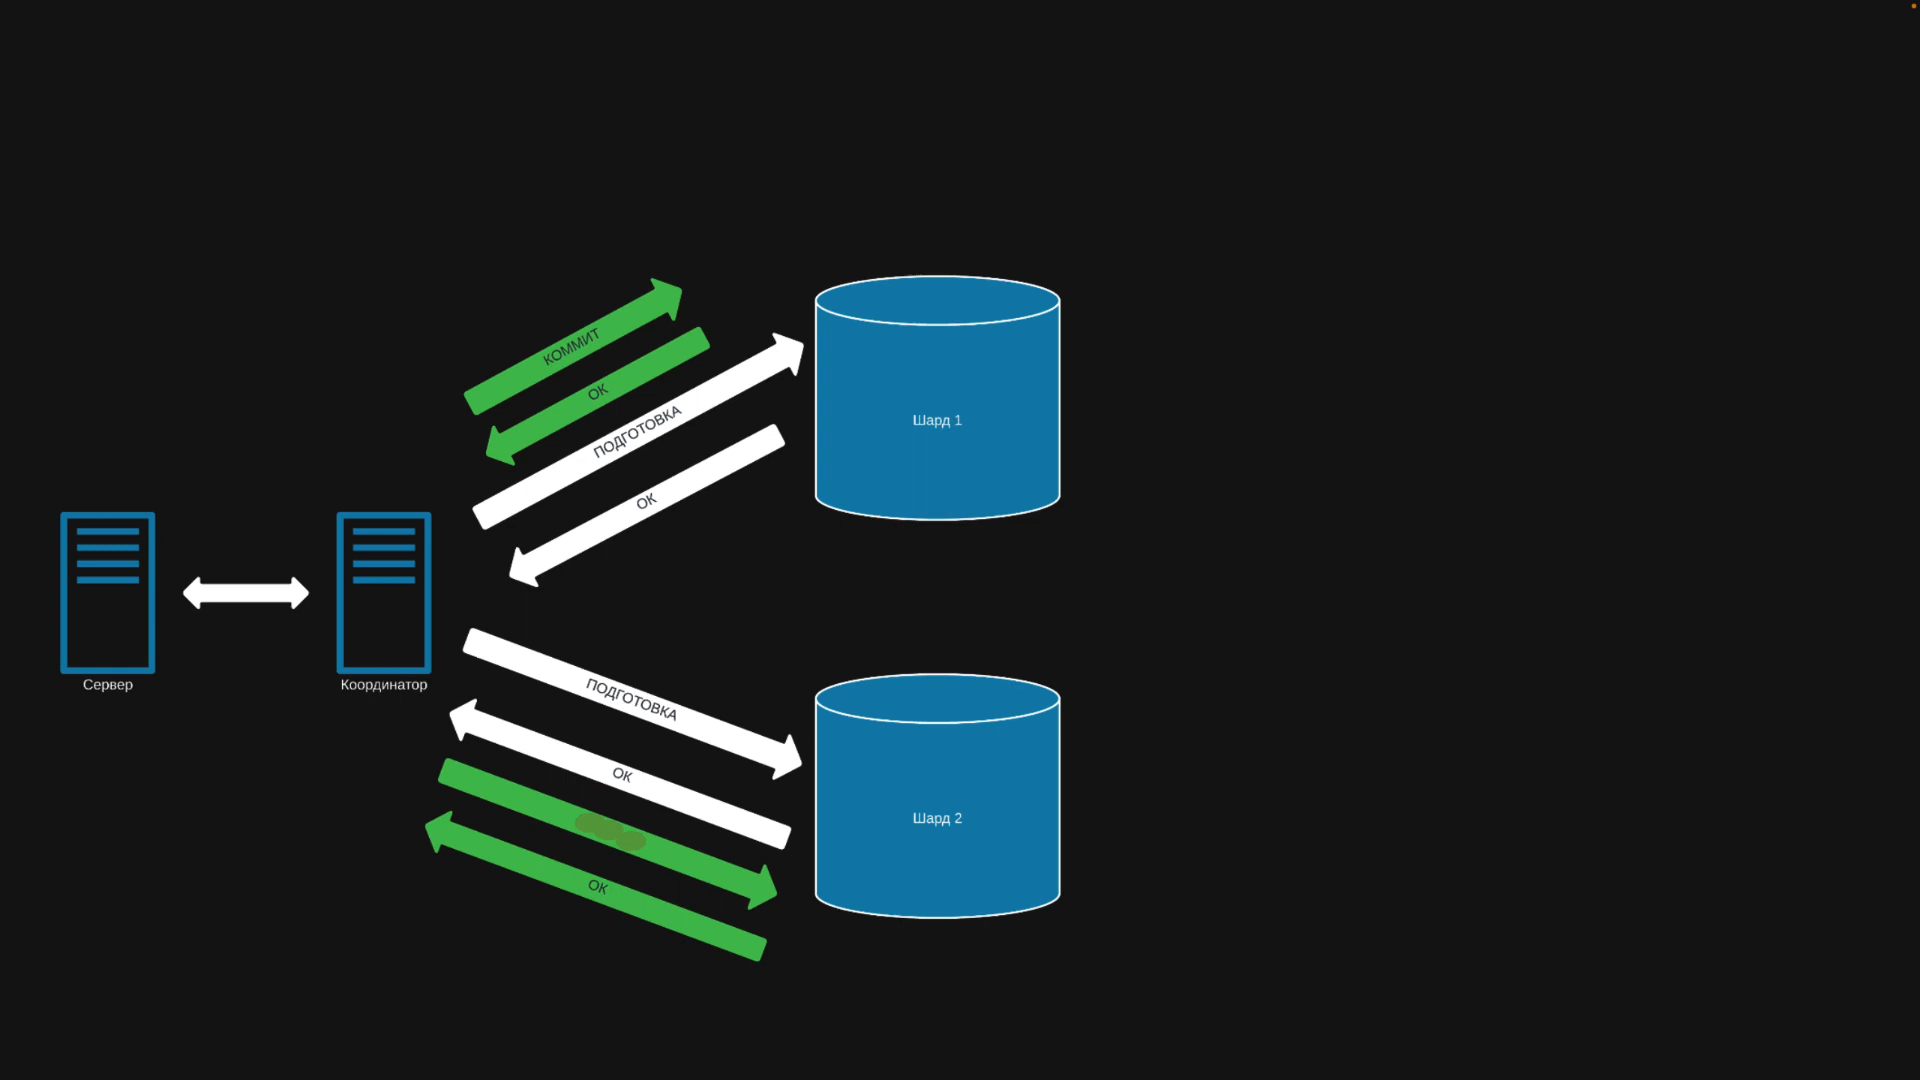 КОММИТ
ОК
ПОДГОТОВКА
ОК
Шард 1
Сервер
Координатор
ПОДГОТОВКА
ОК
ОК
Шард 2